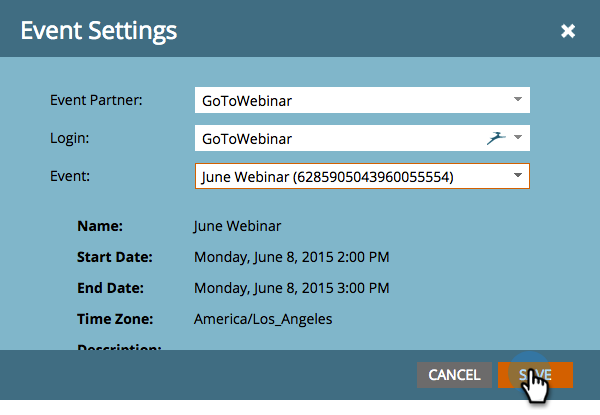 Event Settings
Event Partner: GoToWebinar
Login: GoToWebinar
Event: June Webinar (6285905043960055554)
Name: June Webinar
Start Date: Monday, June 8, 2015 2:00 PM
End Date: Monday, June 8, 2015 3:00 PM
Time Zone: America/Los_Angeles
Description:
CANCEL SAVE